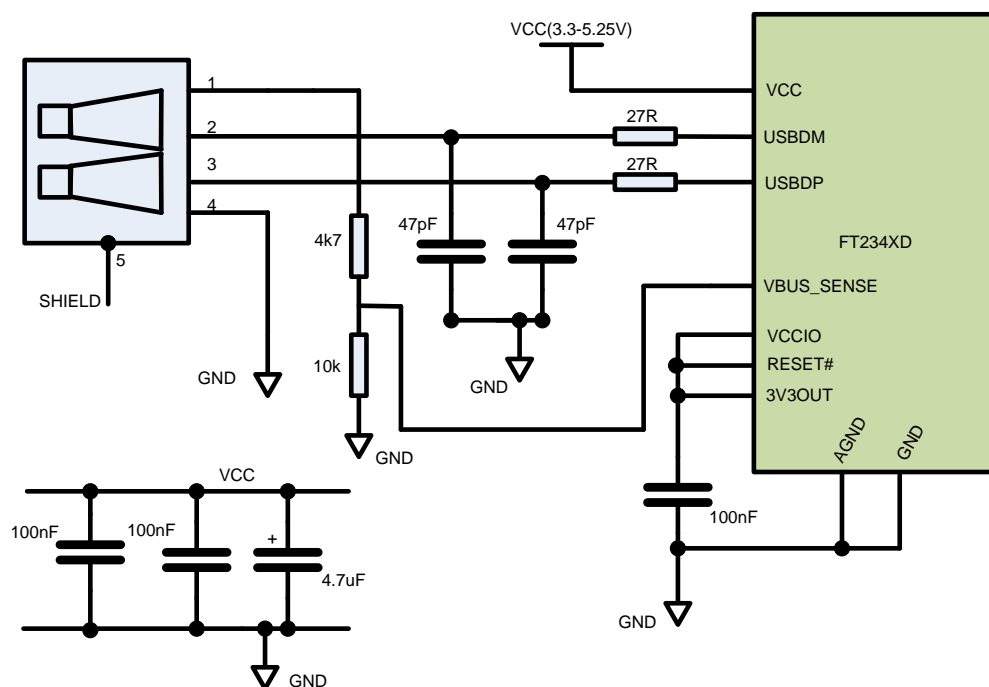 VCC(3.3-5.25V)
1
VCC
27R
2
USBDM
27R
3
USBDP
4
47pF
47pF
4k7
FT234XD
5
VBUS_SENSE
SHIELD
VCCIO
10k
RESET#
GND
GND
3V3OUT
GND
AGND
GND
VCC
100nF
100nF
100nF
+
4.7uF
GND
GND